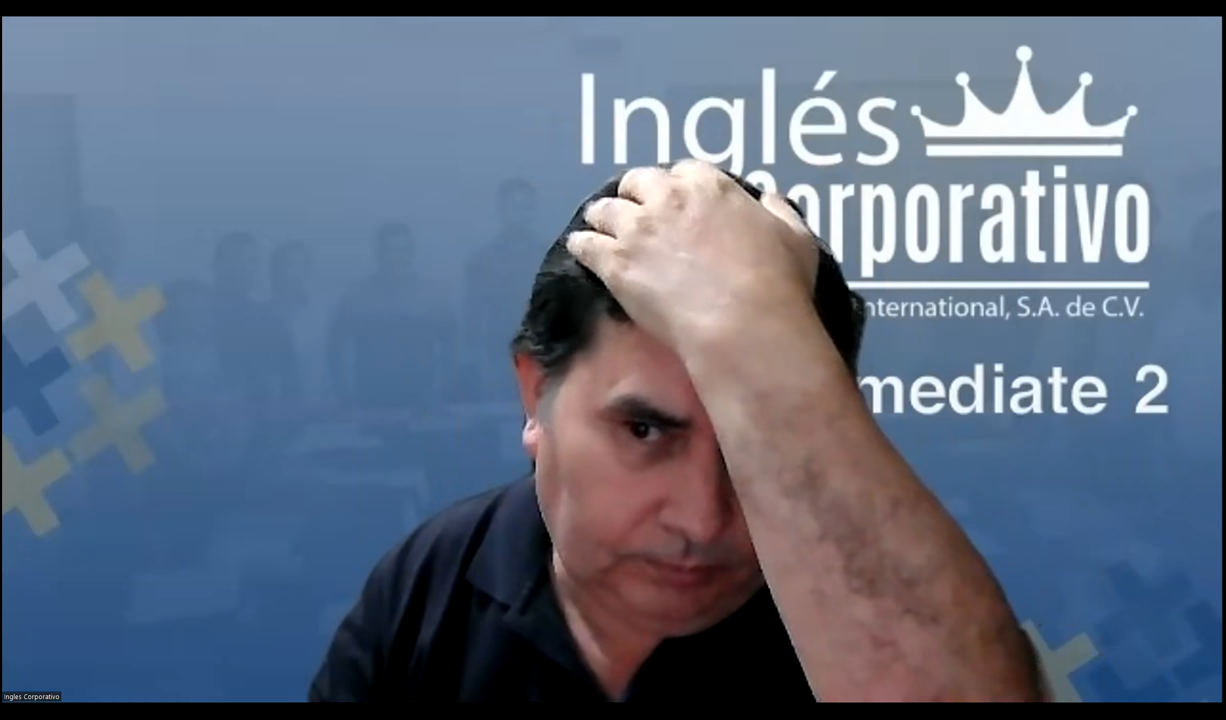 Inglés
orporativo
nternational, S.A. de C.V.
mediate 2
Ingles Corporativo